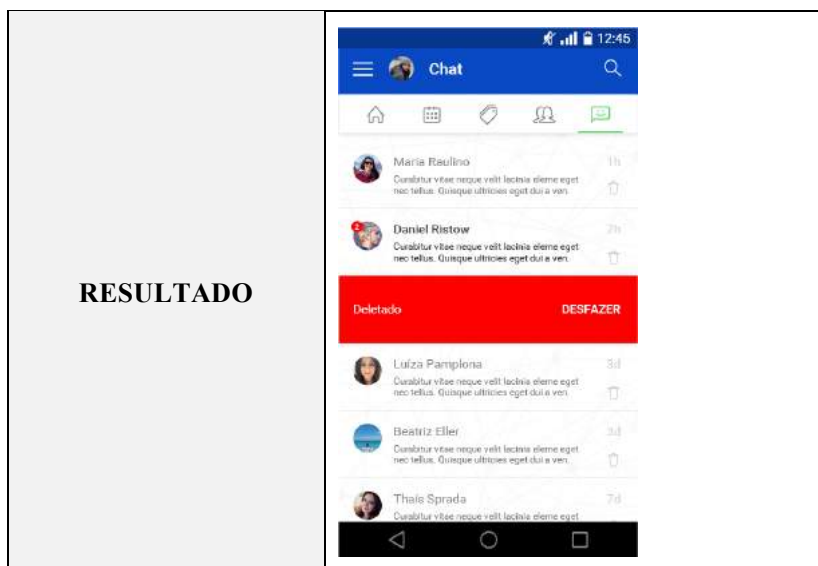 RESULTADO
12:45
Chat
Maria Raulino
1h
Curabitur vitae neque velit lacinia eleme eget
nec tellus. Quisque ultricies eget dui a ven.
2
Daniel Ristow
Curabitur vitae neque velit lacinia eleme eget
nec tellus. Quisque ultricies eget dui a ven.
Deletado
DESFAZER
Luíza Pamplona
3d
Curabitur vitae neque velit lacinia eleme eget
nec tellus. Quisque ultricies eget dui a ven.
Beatriz Eller
3d
Curabitur vitae neque velit lacinia eleme eget
nec tellus. Quisque ultricies eget dui a ven.
Thaís Sprada
7d
Curabitur vitae neque velit lacinia eleme eget